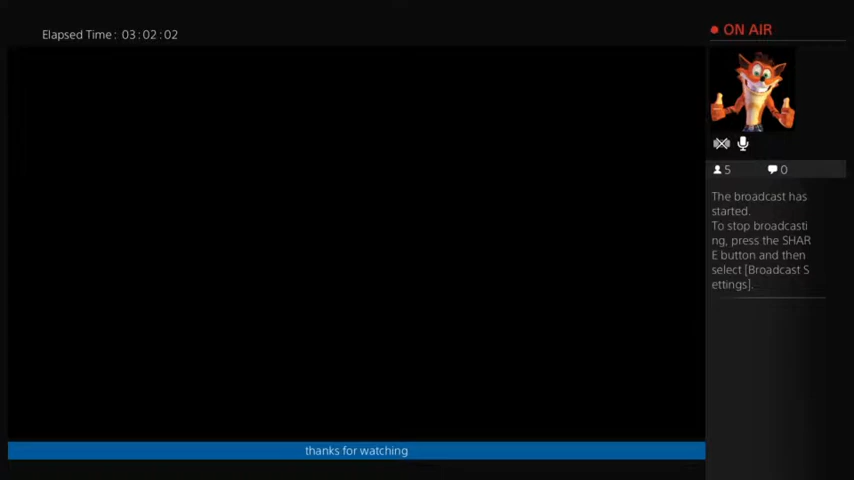 Elapsed Time : 03:02:02
ON AIR
5 0
The broadcast has
started.
To stop broadcasti
ng, press the SHAR
E button and then
select [Broadcast S
ettings].
thanks for watching